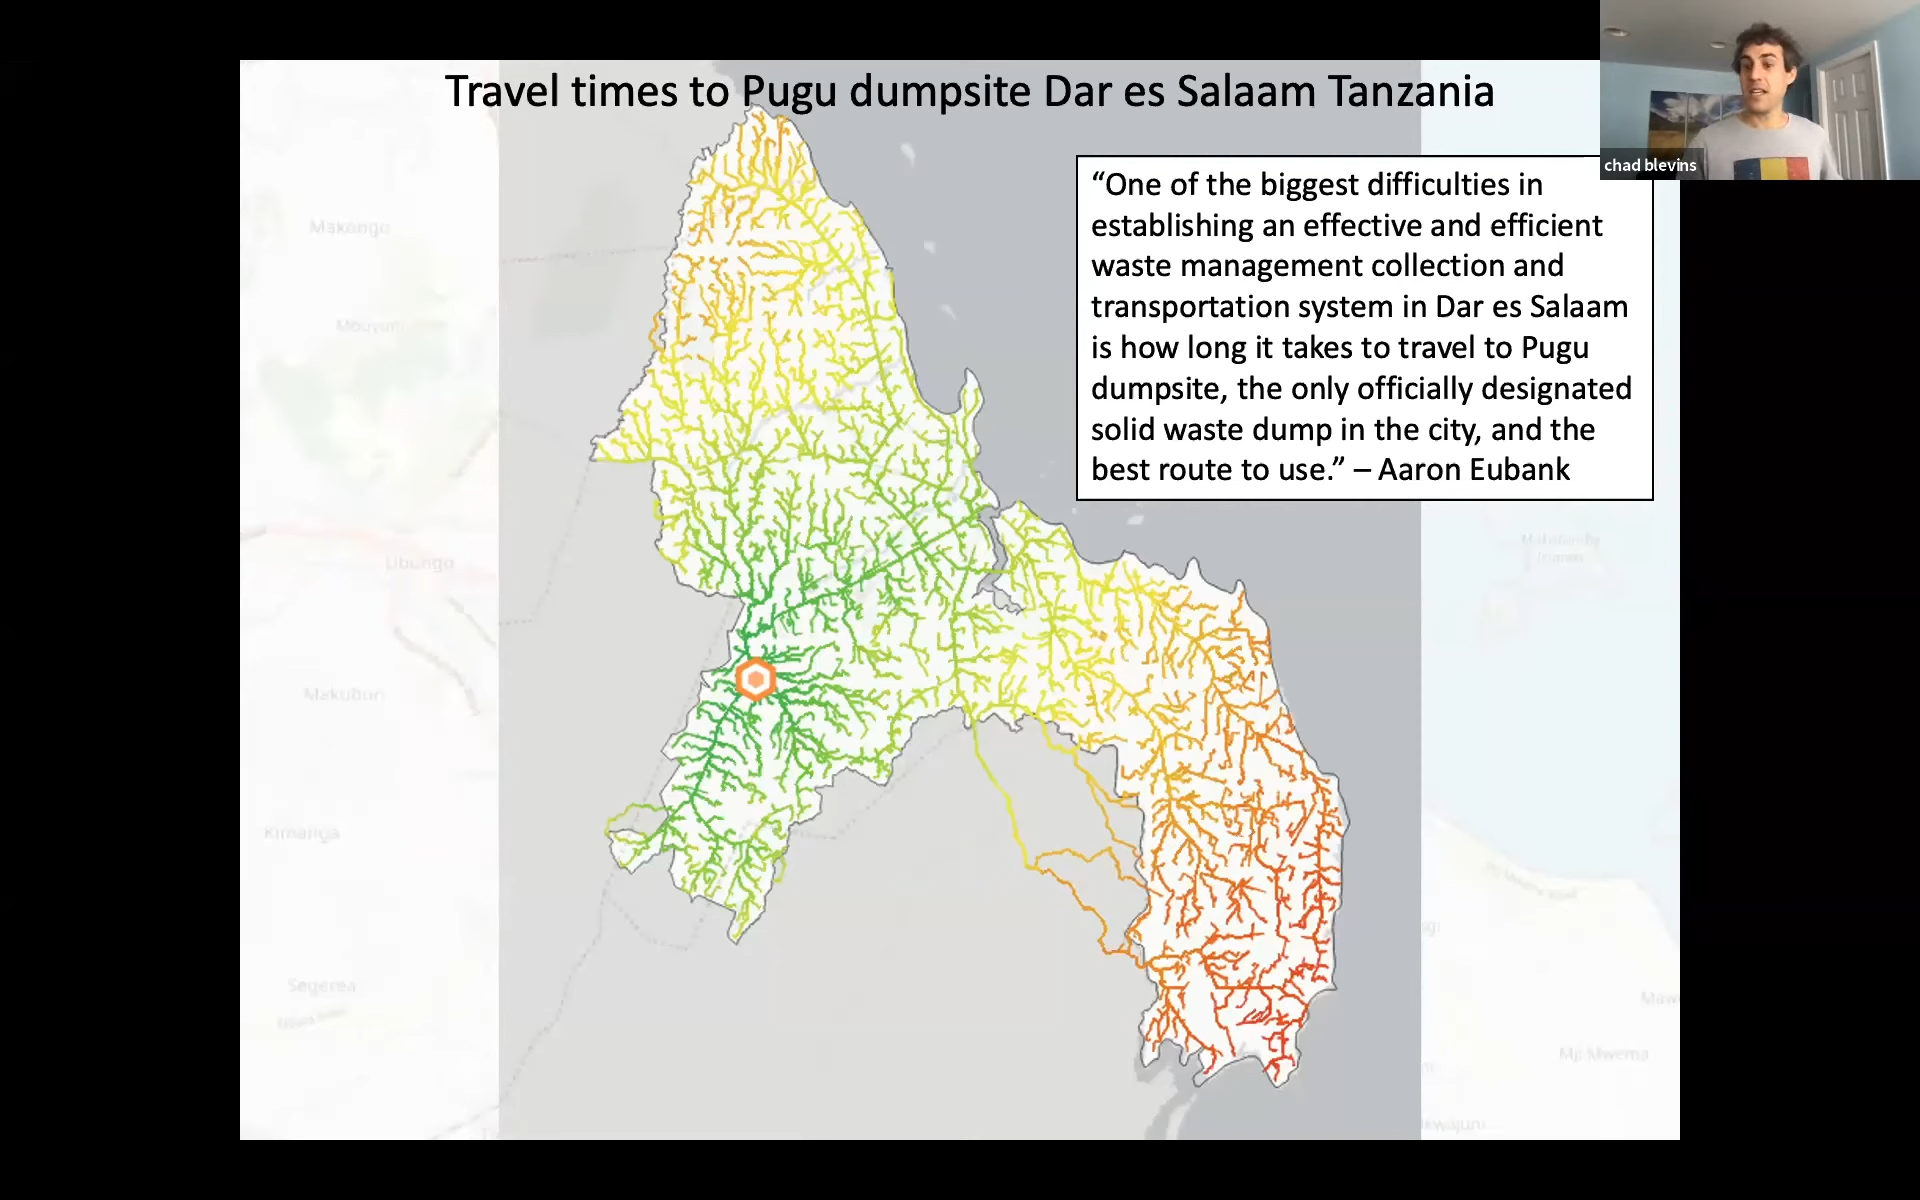 Travel times to Pugu dumpsite Dar es Salaam Tanzania
chad blevins
“One of the biggest difficulties in
establishing an effective and efficient
waste management collection and
transportation system in Dar es Salaam
is how long it takes to travel to Pugu
dumpsite, the only officially designated
solid waste dump in the city, and the
best route to use.” – Aaron Eubank
Makongo
Ubungo
Makuburi
Kimanga
Segerea
Mji Mwema